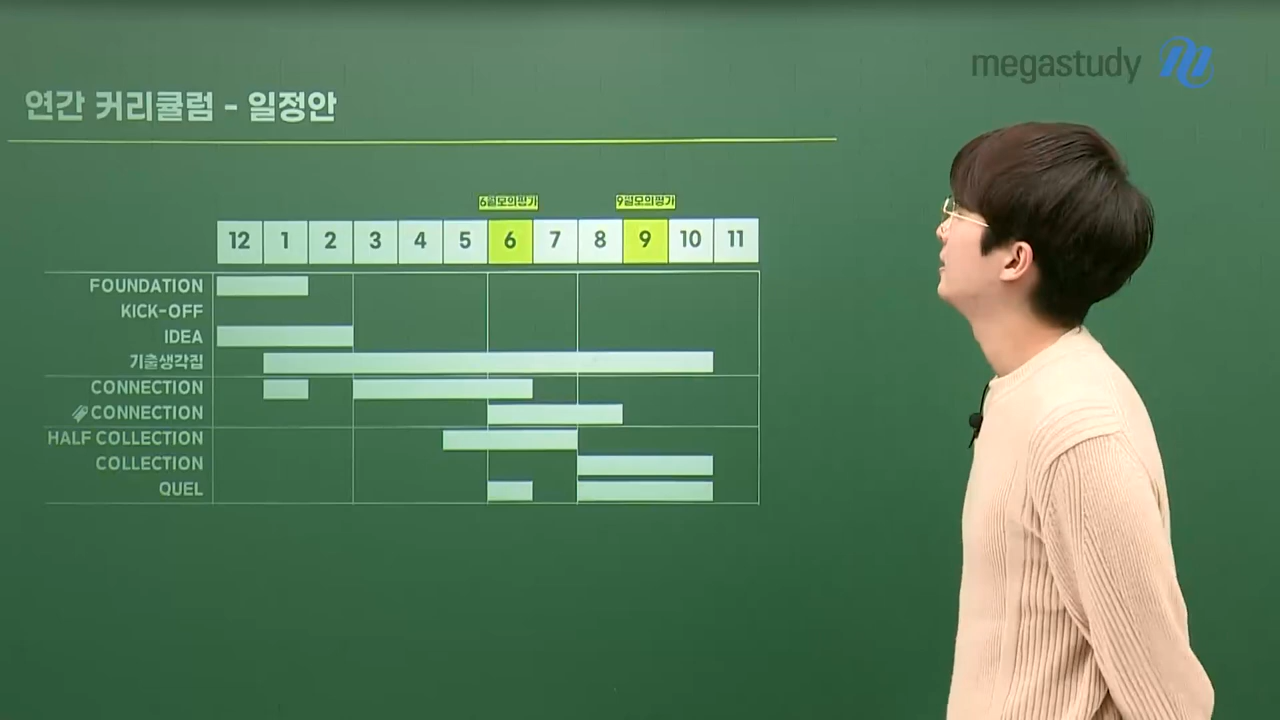 megastudy
연간 커리큘럼 - 일정안
6월모의평가 9월모의평가
12 1 2 3 4 5 6 7 8 9 10 11
FOUNDATION
KICK-OFF
IDEA
기출생각집
CONNECTION
CONNECTION
HALF COLLECTION
COLLECTION
QUEL